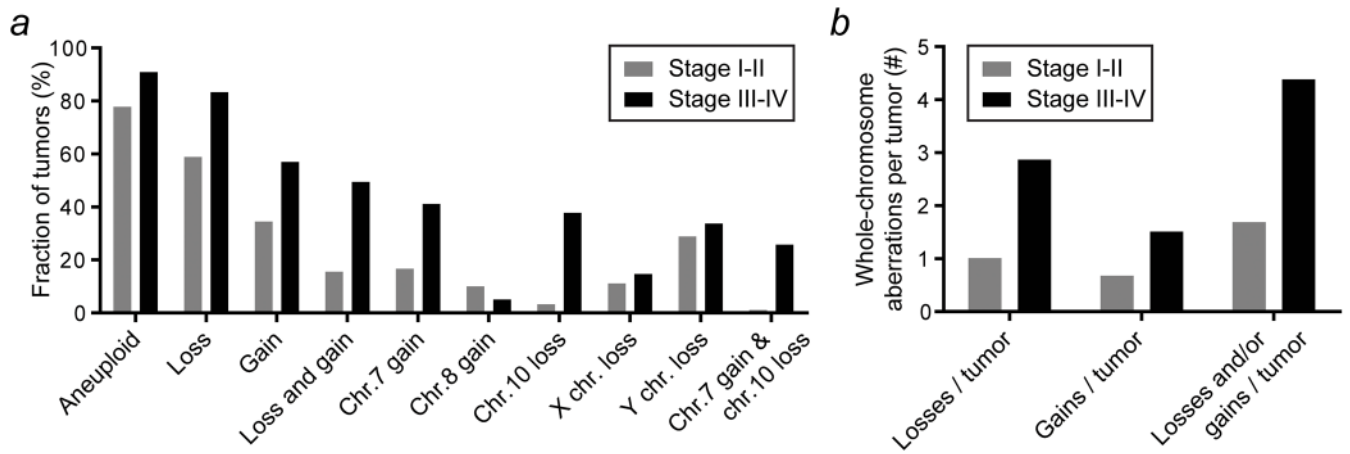 a
Fraction of tumors (%)
100
80
60
40
20
0
Stage I-II
Stage III-IV
Aneuploid
Loss
Gain
Loss and gain
Chr.7 gain
Chr.8 gain
Chr.10 loss
X chr. loss
Y chr. loss
Chr.7 gain &
chr.10 loss
b
Whole-chromosome
aberrations per tumor (#)
5
4
3
2
1
0
Stage I-II
Stage III-IV
Losses / tumor
Gains / tumor
Losses and/or
gains / tumor